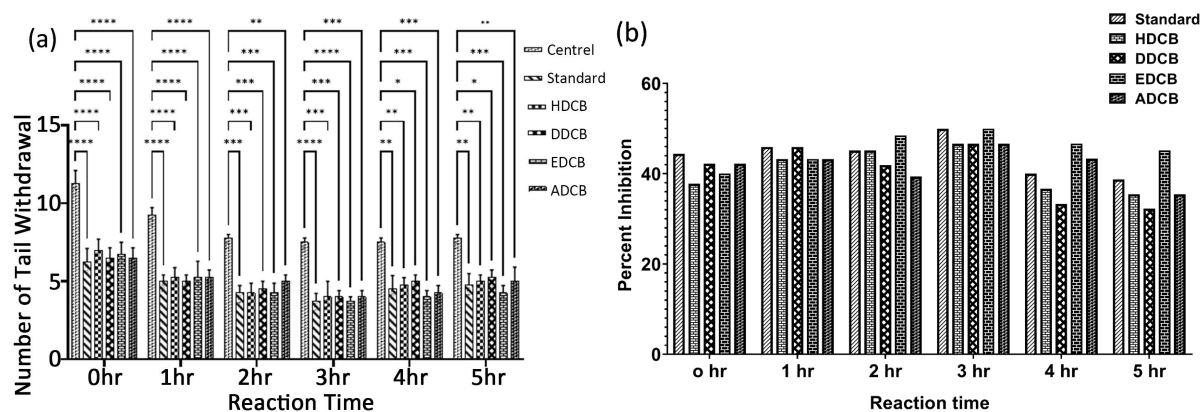 (a)
**** **** ** *** *** **
**** **** *** **** *** ***
**** **** *** *** * *
**** **** *** *** ** **
**** **** *** **** ** **
Centrel
Standard
HDCB
DDCB
EDCB
ADCB
Number of Tail Withdrawal
15
10
5
0
0hr 1hr 2hr 3hr 4hr 5hr
Reaction Time
(b)
Standard
HDCB
DDCB
EDCB
ADCB
Percent Inhibition
60
40
20
0
o hr 1 hr 2 hr 3 hr 4 hr 5 hr
Reaction time